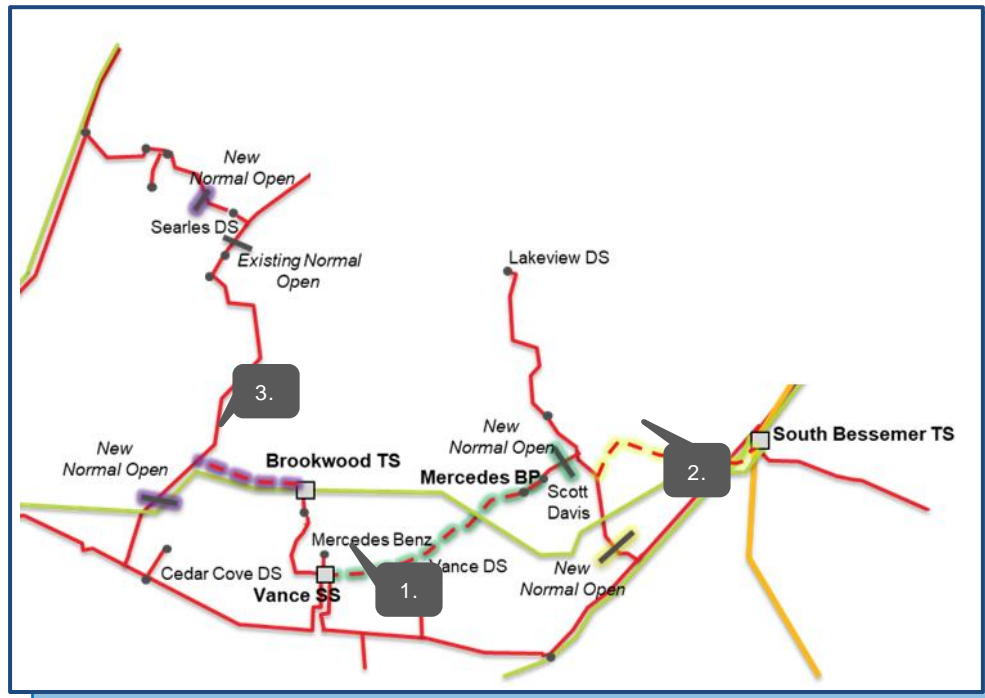 New
Normal Open
Searles DS
Existing Normal
Open
Lakeview DS
3.
New
Normal Open
South Bessemer TS
New
Normal Open
Brookwood TS
Mercedes BP
2.
Scott
Davis
Mercedes Benz
Vance DS
Cedar Cove DS
New
Normal Open
Vance SS
1.